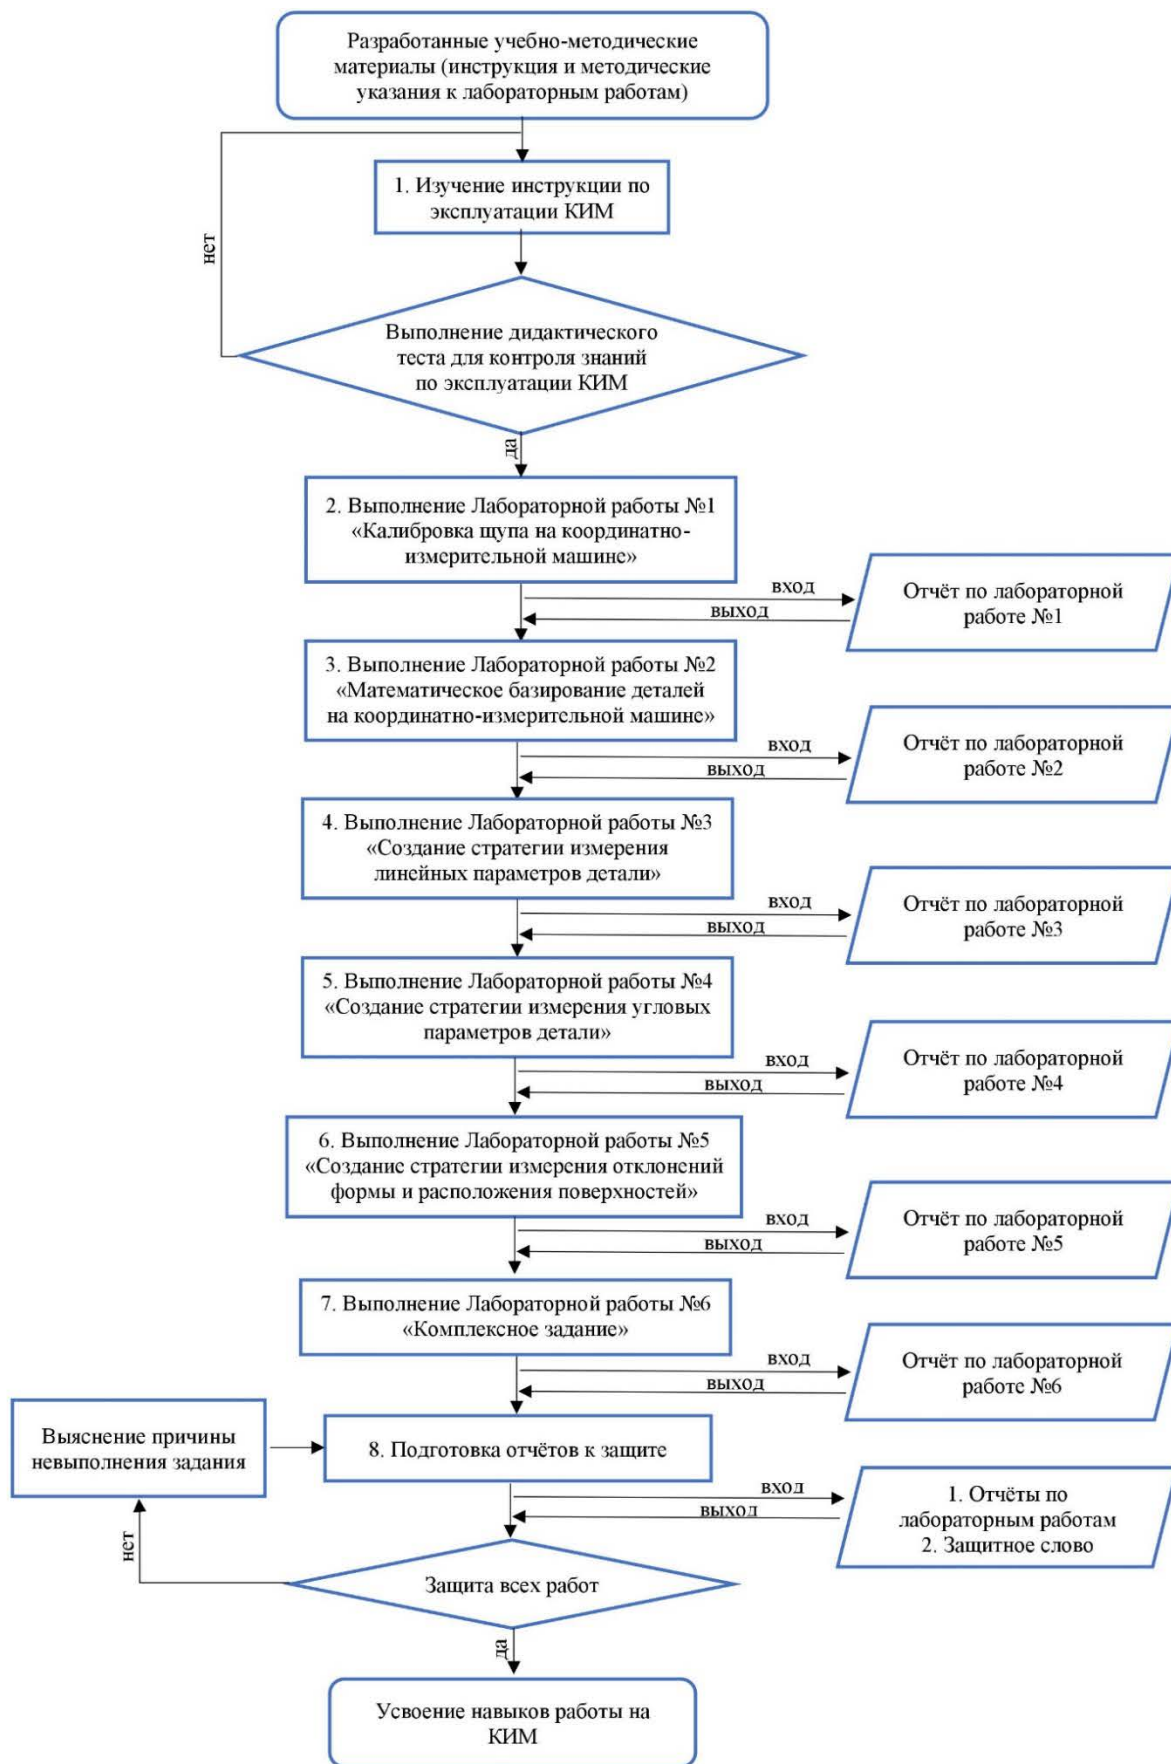 Разработанные учебно-методические
материалы (инструкция и методические
указания к лабораторным работам)
1. Изучение инструкции по
эксплуатации КИМ
нет
Выполнение дидактического
теста для контроля знаний
по эксплуатации КИМ
да
2. Выполнение Лабораторной работы №1
«Калибровка щупа на координатно-
измерительной машине»
вход
выход
Отчёт по лабораторной
работе №1
3. Выполнение Лабораторной работы №2
«Математическое базирование деталей
на координатно-измерительной машине»
вход
выход
Отчёт по лабораторной
работе №2
4. Выполнение Лабораторной работы №3
«Создание стратегии измерения
линейных параметров детали»
вход
выход
Отчёт по лабораторной
работе №3
5. Выполнение Лабораторной работы №4
«Создание стратегии измерения угловых
параметров детали»
вход
выход
Отчёт по лабораторной
работе №4
6. Выполнение Лабораторной работы №5
«Создание стратегии измерения отклонений
формы и расположения поверхностей»
вход
выход
Отчёт по лабораторной
работе №5
7. Выполнение Лабораторной работы №6
«Комплексное задание»
вход
выход
Отчёт по лабораторной
работе №6
Выяснение причины
невыполнения задания
8. Подготовка отчётов к защите
вход
выход
1. Отчёты по
лабораторным работам
2. Защитное слово
нет
Защита всех работ
да
Усвоение навыков работы на
КИМ